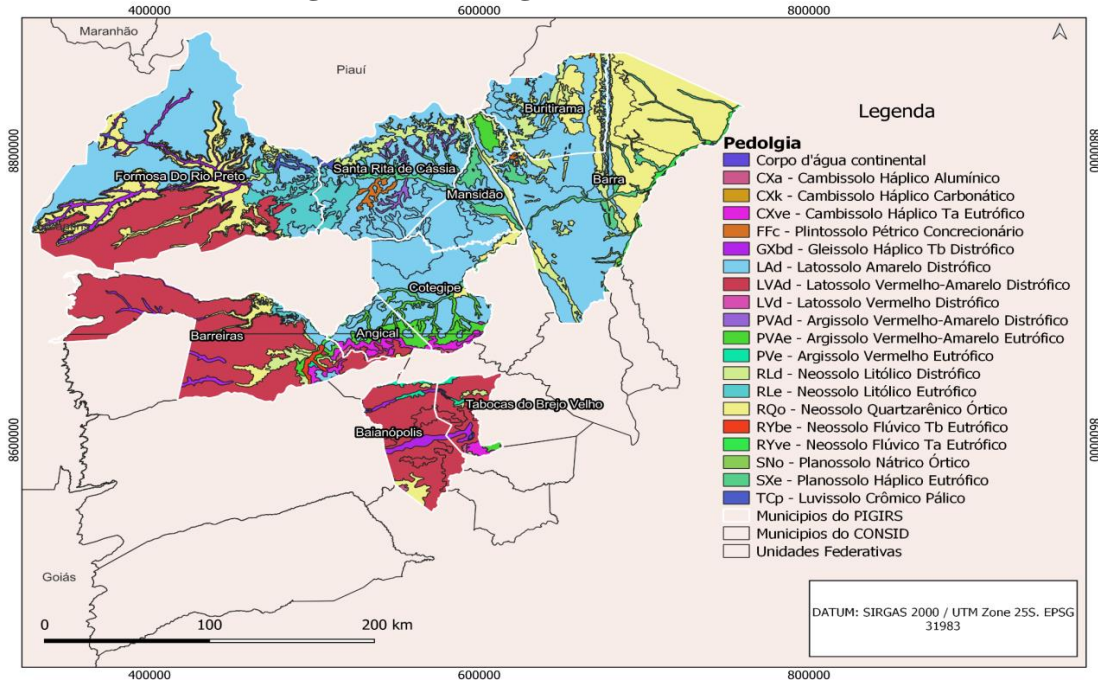 400000 600000 800000
Maranhão
Piauí
Legenda
Buritirama
8800000
8800000
Pedolgia
Corpo d'água continental
Santa Rita de Cássia
Formosa Do Rio Preto
CXa - Cambissolo Háplico Alumínico
Barra
CXk - Cambissolo Háplico Carbonático
Mansidão
CXve - Cambissolo Háplico Ta Eutrófico
FFc - Plintossolo Pétrico Concrecionário
GXbd - Gleissolo Háplico Tb Distrófico
LAd - Latossolo Amarelo Distrófico
Cotegipe
LVAd - Latossolo Vermelho-Amarelo Distrófico
LVd - Latossolo Vermelho Distrófico
PVAd - Argissolo Vermelho-Amarelo Distrófico
Barreiras
Angical
PVAe - Argissolo Vermelho-Amarelo Eutrófico
PVe - Argissolo Vermelho Eutrófico
RLd - Neossolo Litólico Distrófico
RLe - Neossolo Litólico Eutrófico
Tabocas do Brejo Velho
RQo - Neossolo Quartzarênico Órtico
Baianópolis
RYbe - Neossolo Flúvico Tb Eutrófico
8600000
8600000
RYve - Neossolo Flúvico Ta Eutrófico
SNo - Planossolo Nátrico Órtico
SXe - Planossolo Háplico Eutrófico
TCp - Luvissolo Crômico Pálico
Municipios do PIGIRS
Municipios do CONSID
Unidades Federativas
Goiás
DATUM: SIRGAS 2000 / UTM Zone 25S. EPSG
31983
0 100 200 km
400000 600000 800000